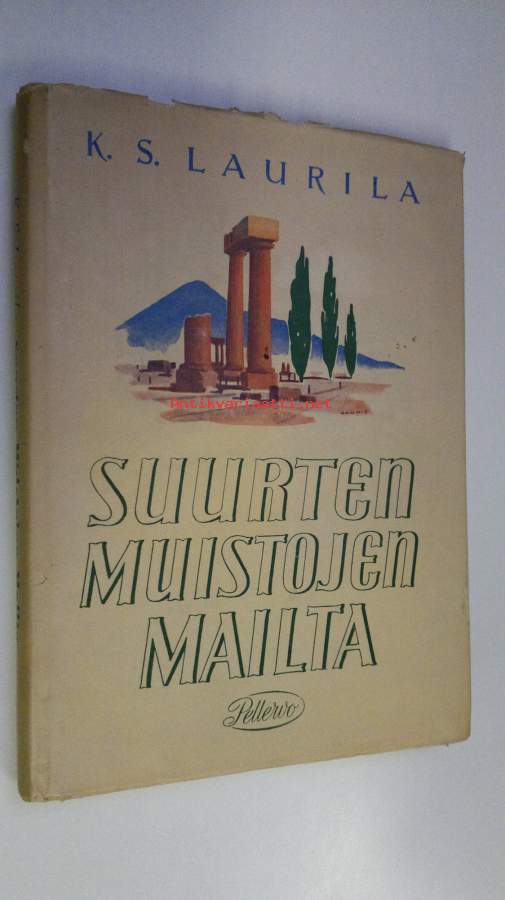 K. S. LAURILA
Antikvariaatti.net
SUURTEN
MUISTOJEN
MAILTA
Pellervo